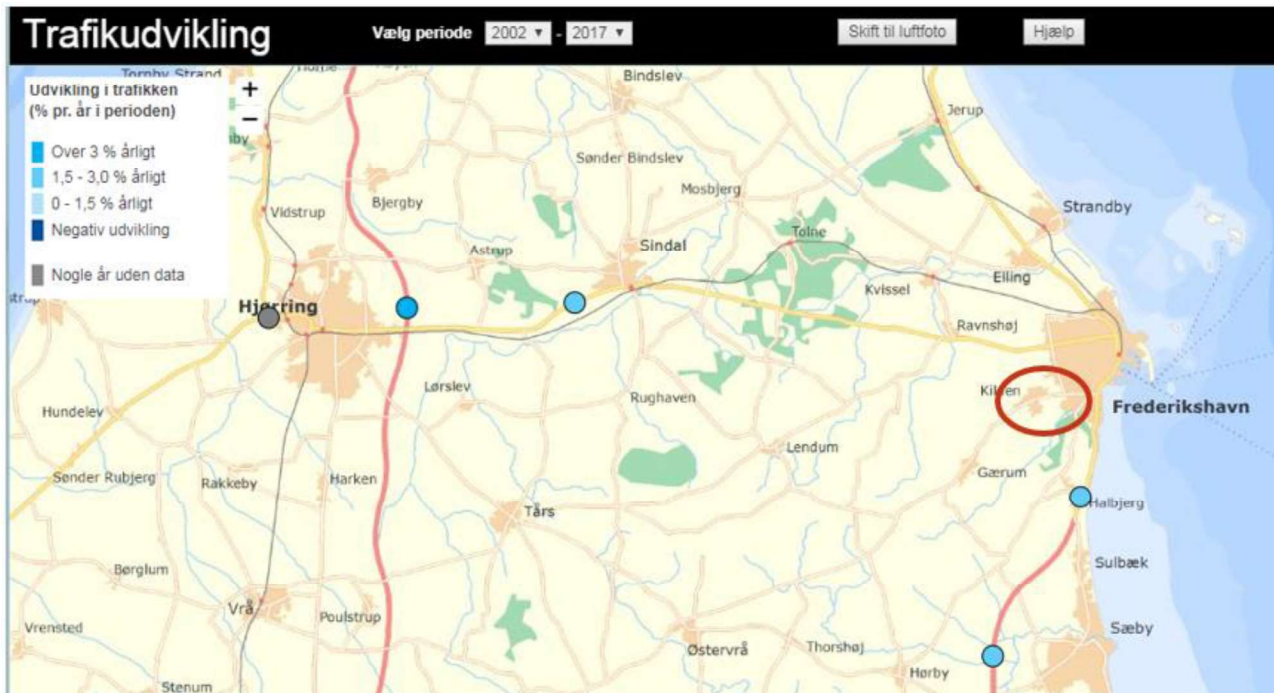 Trafikudvikling
Vælg periode 2002 - 2017
Skift til luftfoto
Hjælp
Udvikling i trafikken
(% pr. år i perioden)
Over 3 % årligt
1,5 - 3,0 % årligt
0 - 1,5 % årligt
Negativ udvikling
Nogle år uden data
+
−
Tornby Strand
Bindslev
Jerup
Sønder Bindslev
Mosbjerg
Bjergby
Vidstrup
Strandby
Tolne
Astrup
Sindal
Elling
Kvissel
Hjørring
Ravnshøj
Lørslev
Rughaven
Frederikshavn
Hundelev
Lendum
Gærum
Sønder Rubjerg
Rakkeby
Harken
Tårs
Halbjerg
Sulbæk
Børglum
Vrå
Poulstrup
Vrensted
Sæby
Østervrå
Thorshøj
Hørby
Stenum